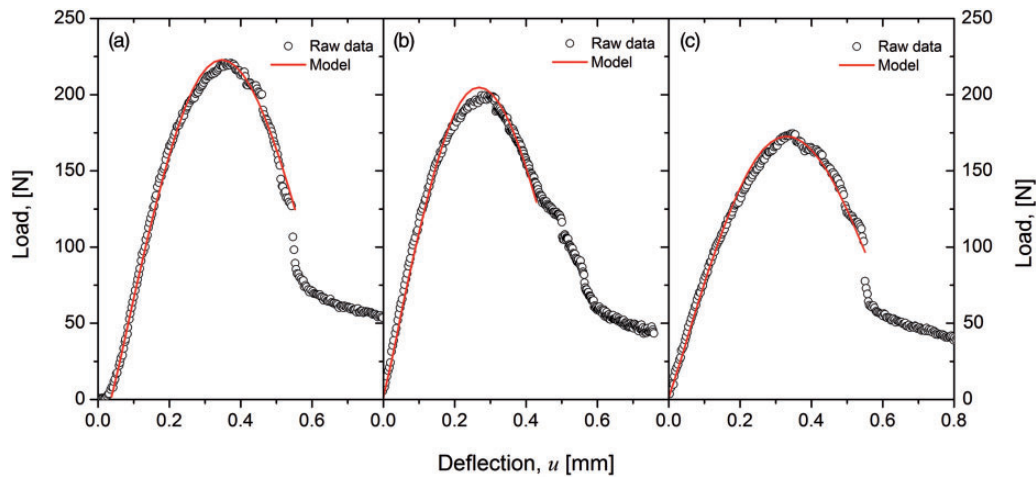 (a)
Raw data
Model
(b)
Raw data
Model
(c)
Raw data
Model
250
200
150
100
50
0
250
200
150
100
50
0
Load, [N]
Load, [N]
0.0 0.2 0.4 0.6 0.0 0.2 0.4 0.6 0.0 0.2 0.4 0.6 0.8
Deflection, u [mm]